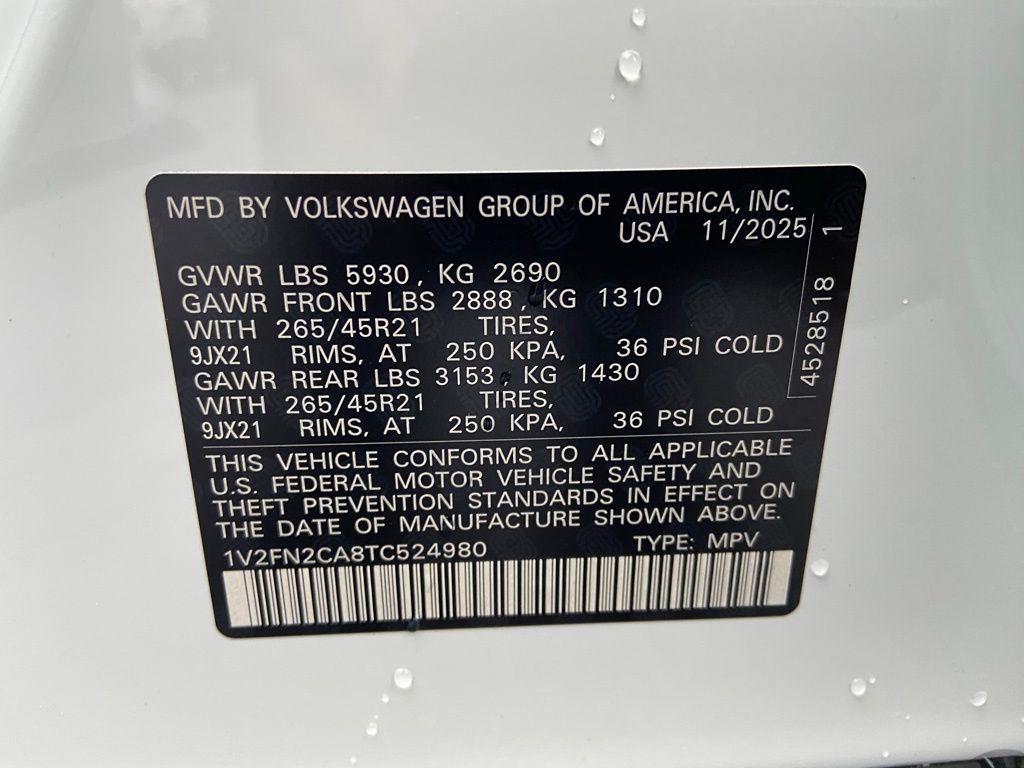 MFD BY VOLKSWAGEN GROUP OF AMERICA, INC.
USA 11/2025
GVWR LBS 5930, KG 2690
GAWR FRONT LBS 2888, KG 1310
WITH 265/45R21 TIRES,
9JX21 RIMS, AT 250 KPA, 36 PSI COLD
GAWR REAR LBS 3153, KG 1430
WITH 265/45R21 TIRES,
9JX21 RIMS, AT 250 KPA, 36 PSI COLD
4528518 1
THIS VEHICLE CONFORMS TO ALL APPLICABLE
U.S. FEDERAL MOTOR VEHICLE SAFETY AND
THEFT PREVENTION STANDARDS IN EFFECT ON
THE DATE OF MANUFACTURE SHOWN ABOVE.
1V2FN2CA8TC524980 TYPE: MPV